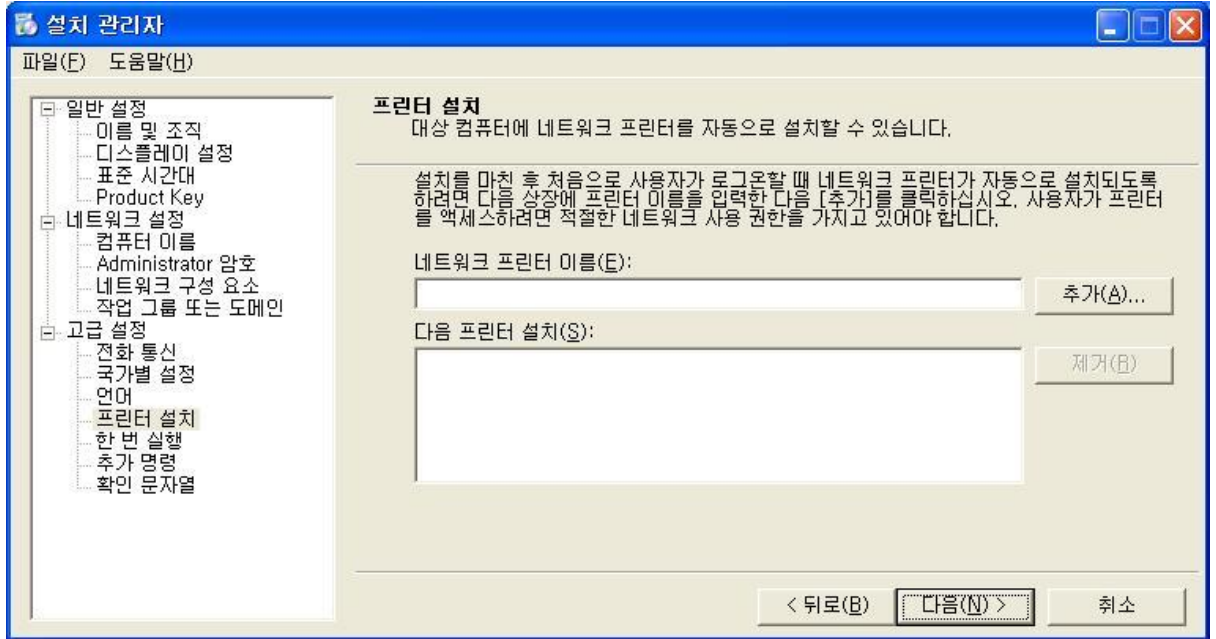 설치 관리자
파일(F) 도움말(H)
일반 설정
이름 및 조직
디스플레이 설정
표준 시간대
Product Key
네트워크 설정
컴퓨터 이름
Administrator 암호
네트워크 구성 요소
작업 그룹 또는 도메인
고급 설정
전화 통신
국가별 설정
언어
프린터 설치
한 번 실행
추가 명령
확인 문자열
프린터 설치
대상 컴퓨터에 네트워크 프린터를 자동으로 설치할 수 있습니다.
설치를 마친 후 처음으로 사용자가 로그온할 때 네트워크 프린터가 자동으로 설치되도록
하려면 다음 상장에 프린터 이름을 입력한 다음 [추가]를 클릭하십시오. 사용자가 프린터
를 액세스하려면 적절한 네트워크 사용 권한을 가지고 있어야 합니다.
네트워크 프린터 이름(E):
추가(A)...
다음 프린터 설치(S):
제거(R)
< 뒤로(B) 다음(N) > 취소